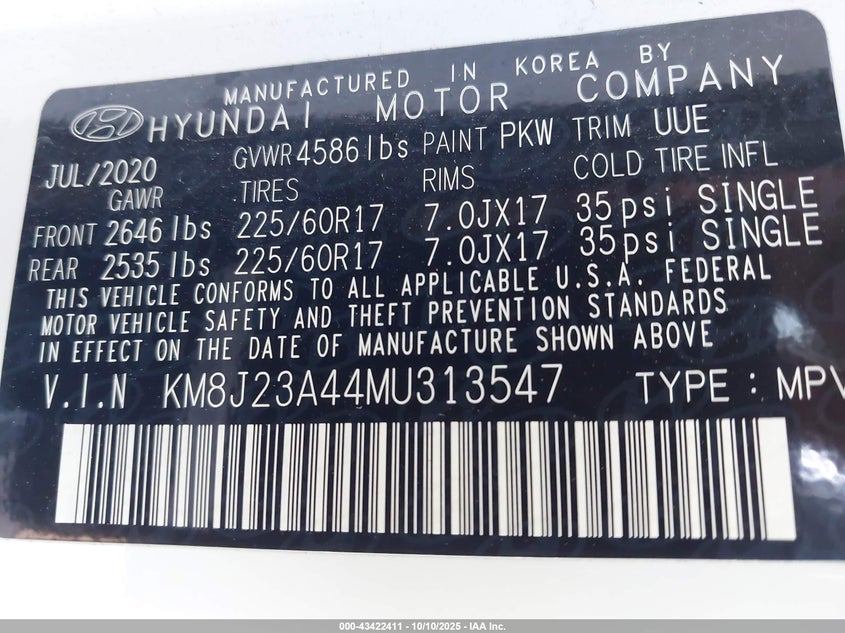 MANUFACTURED IN KOREA BY
HYUNDAI MOTOR COMPANY
JUL/2020 GVWR 4586 lbs PAINT PKW TRIM UUE
GAWR TIRES RIMS COLD TIRE INFL
FRONT 2646 lbs 225/60R17 7.0JX17 35psi SINGLE
REAR 2535 lbs 225/60R17 7.0JX17 35psi SINGLE
THIS VEHICLE CONFORMS TO ALL APPLICABLE U.S.A. FEDERAL
MOTOR VEHICLE SAFETY AND THEFT PREVENTION STANDARDS
IN EFFECT ON THE DATE OF MANUFACTURE SHOWN ABOVE
V.I.N KM8J23A44MU313547 TYPE : MPV
000-43422411 - 10/10/2025 - IAA Inc.